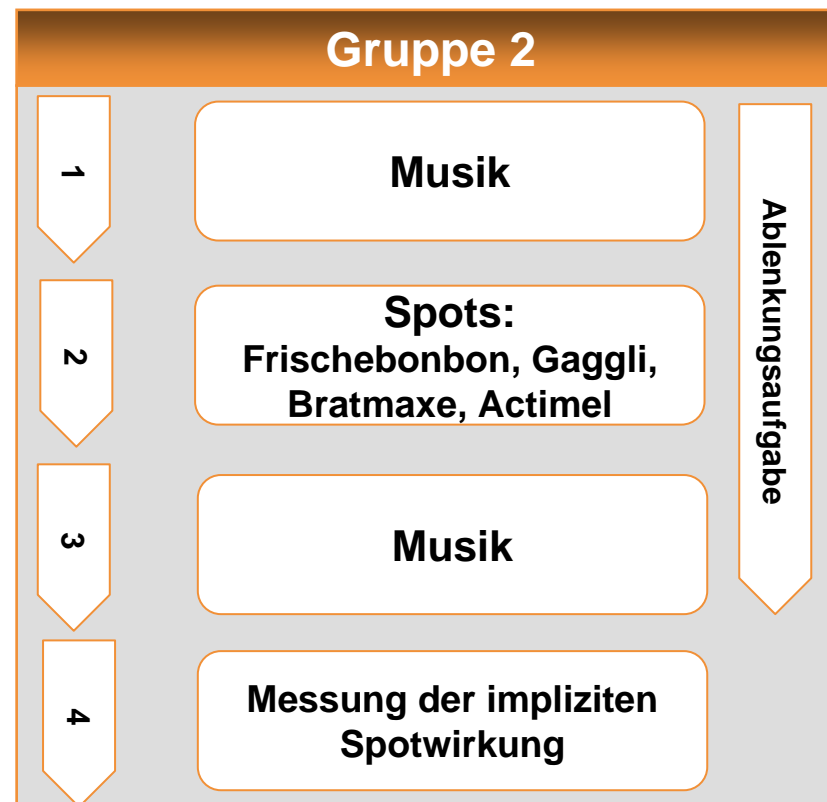 Gruppe 2
1
Musik
Ablenkungsaufgabe
2
Spots:
Frischebonbon, Gaggli,
Bratmaxe, Actimel
3
Musik
4
Messung der impliziten
Spotwirkung